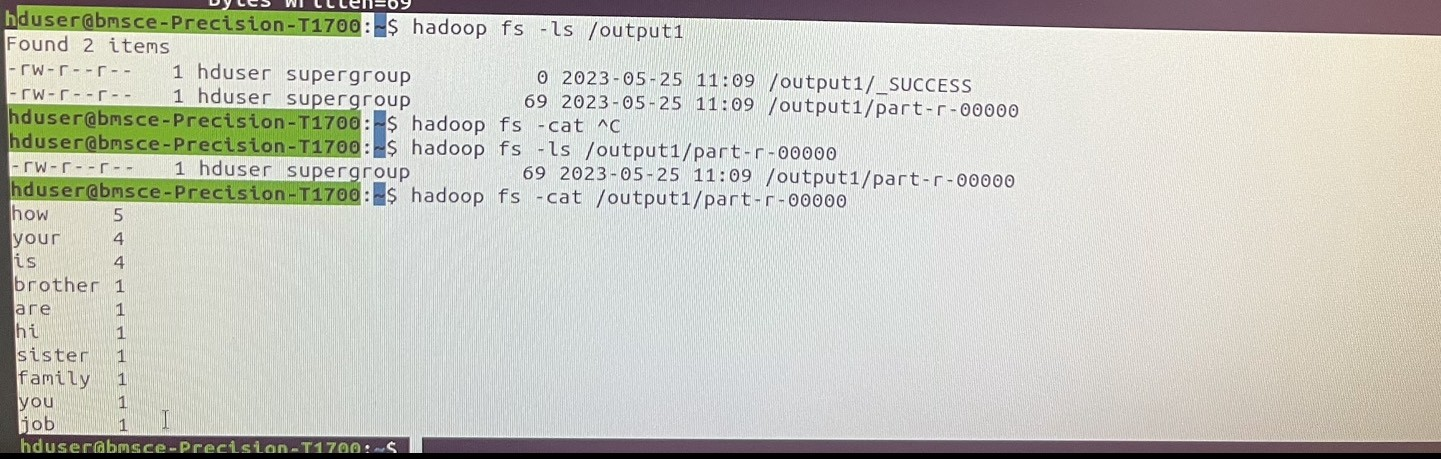 Bytes Written=69
hduser@bmsce-Precision-T1700:~$ hadoop fs -ls /output1
Found 2 items
-rw-r--r--   1 hduser supergroup          0 2023-05-25 11:09 /output1/_SUCCESS
-rw-r--r--   1 hduser supergroup         69 2023-05-25 11:09 /output1/part-r-00000
hduser@bmsce-Precision-T1700:~$ hadoop fs -cat ^C
hduser@bmsce-Precision-T1700:~$ hadoop fs -ls /output1/part-r-00000
-rw-r--r--   1 hduser supergroup         69 2023-05-25 11:09 /output1/part-r-00000
hduser@bmsce-Precision-T1700:~$ hadoop fs -cat /output1/part-r-00000
how     5
your    4
is      4
brother 1
are     1
hi      1
sister  1
family  1
you     1
job     1
hduser@bmsce-Precision-T1700:~$